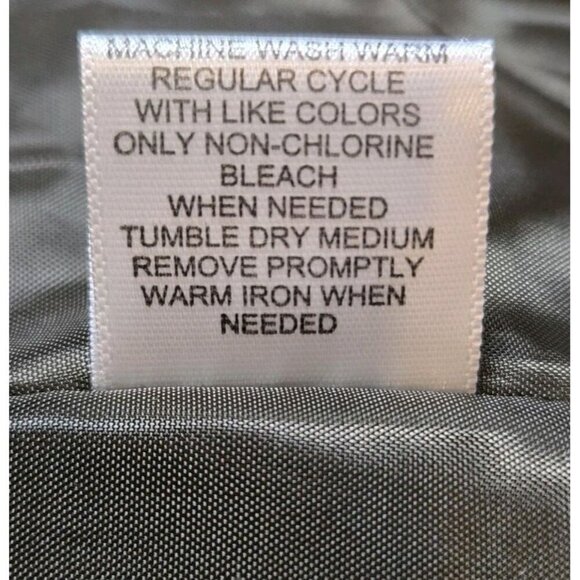 MACHINE WASH WARM
REGULAR CYCLE
WITH LIKE COLORS
ONLY NON-CHLORINE
BLEACH
WHEN NEEDED
TUMBLE DRY MEDIUM
REMOVE PROMPTLY
WARM IRON WHEN
NEEDED